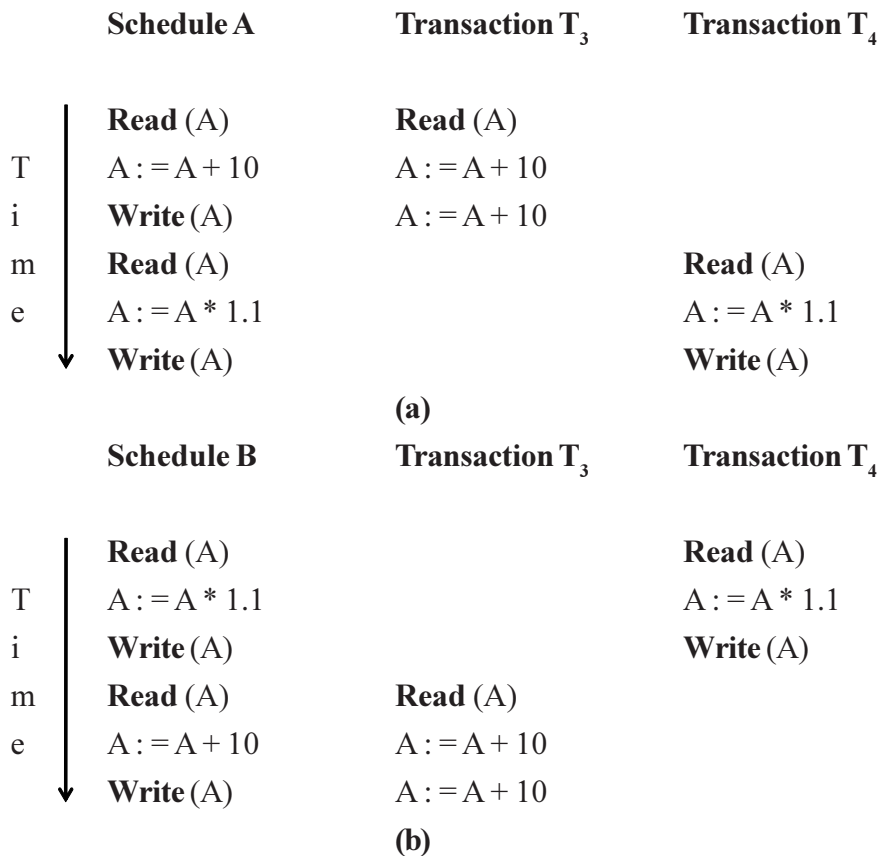 Schedule A Transaction T₃ Transaction T₄
Read (A) Read (A)
T A : = A + 10 A : = A + 10
i Write (A) A : = A + 10
m Read (A) Read (A)
e A : = A * 1.1 A : = A * 1.1
Write (A) Write (A)
(a)
Schedule B Transaction T₃ Transaction T₄
Read (A) Read (A)
T A : = A * 1.1 A : = A * 1.1
i Write (A) Write (A)
m Read (A) Read (A)
e A : = A + 10 A : = A + 10
Write (A) A : = A + 10
(b)